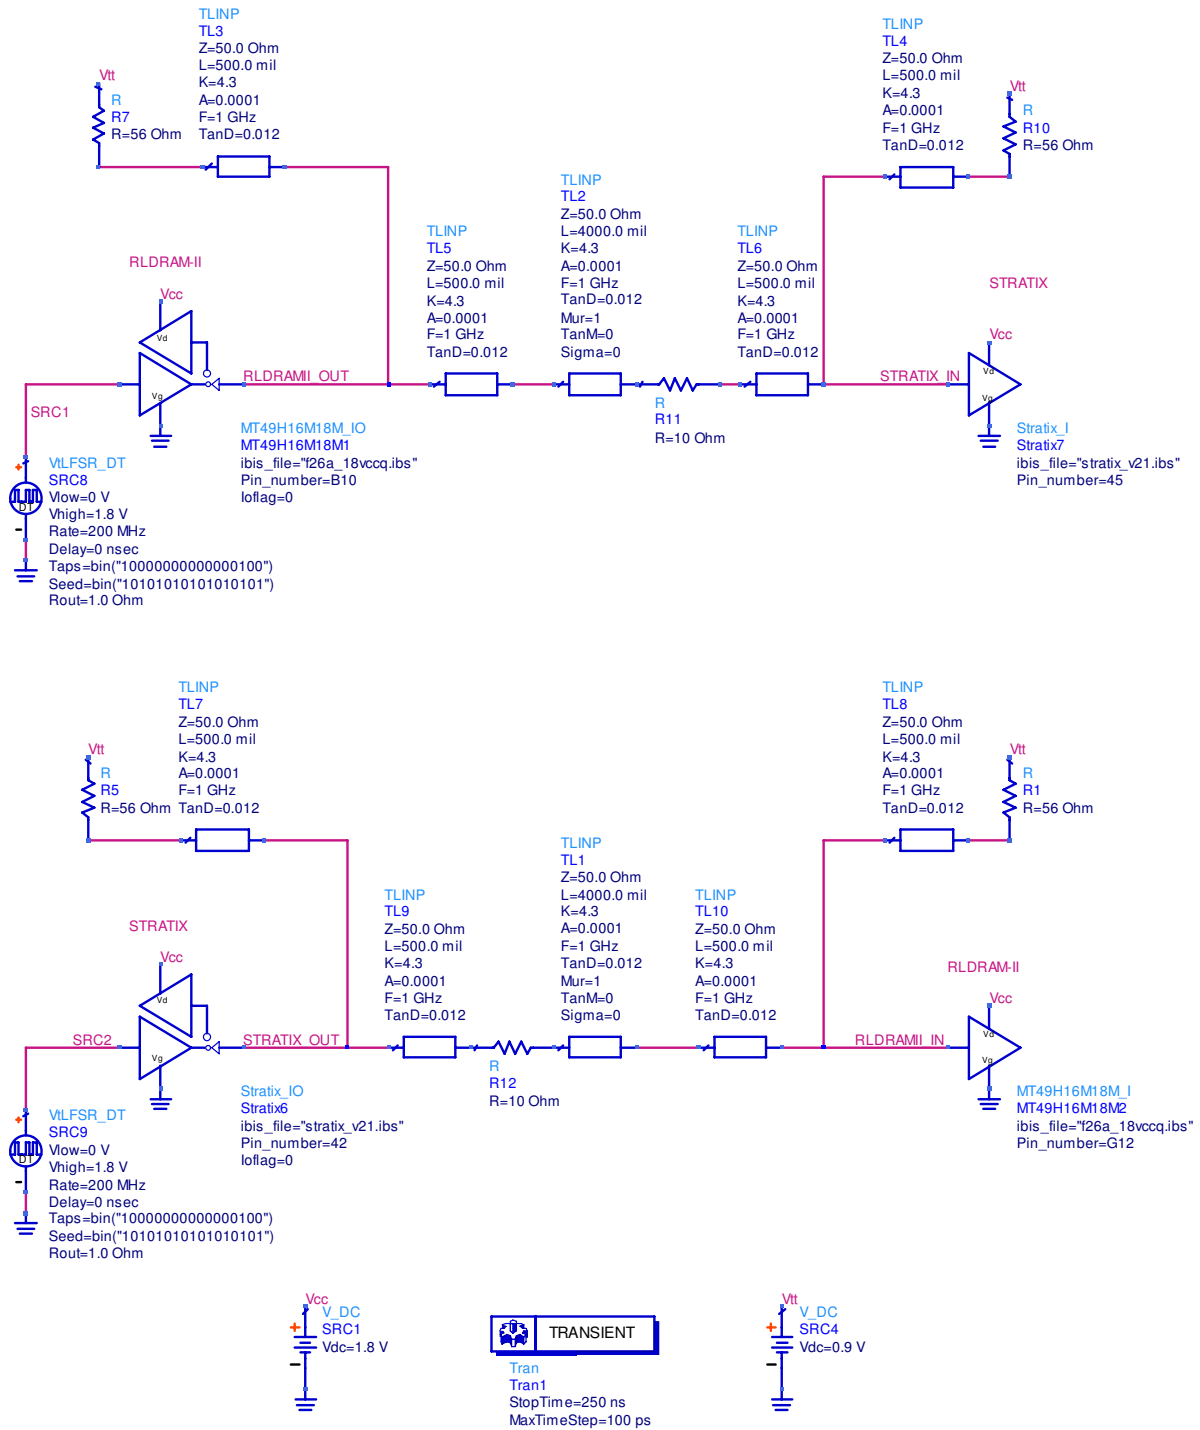 TLINP
TL3
Z=50.0 Ohm
L=500.0 mil
K=4.3
A=0.0001
F=1 GHz
TanD=0.012
Vtt
R
R7
R=56 Ohm
TLINP
TL4
Z=50.0 Ohm
L=500.0 mil
K=4.3
A=0.0001
F=1 GHz
TanD=0.012
Vtt
R
R10
R=56 Ohm
TLINP
TL5
Z=50.0 Ohm
L=500.0 mil
K=4.3
A=0.0001
F=1 GHz
TanD=0.012
TLINP
TL2
Z=50.0 Ohm
L=4000.0 mil
K=4.3
A=0.0001
F=1 GHz
TanD=0.012
Mur=1
TanM=0
Sigma=0
TLINP
TL6
Z=50.0 Ohm
L=500.0 mil
K=4.3
A=0.0001
F=1 GHz
TanD=0.012
RLDRAM-II
Vcc
Vd
Vg
RLDRAMII_OUT
SRC1
R
R11
R=10 Ohm
STRATIX
Vcc
STRATIX_IN
Vd
Vg
MT49H16M18M_IO
MT49H16M18M1
ibis_file="f26a_18vccq.ibs"
Pin_number=B10
Ioflag=0
Stratix_I
Stratix7
ibis_file="stratix_v21.ibs"
Pin_number=45
+
DT
-
VtLFSR_DT
SRC8
Vlow=0 V
Vhigh=1.8 V
Rate=200 MHz
Delay=0 nsec
Taps=bin("10000000000000100")
Seed=bin("10101010101010101")
Rout=1.0 Ohm
TLINP
TL7
Z=50.0 Ohm
L=500.0 mil
K=4.3
A=0.0001
F=1 GHz
TanD=0.012
Vtt
R
R5
R=56 Ohm
TLINP
TL8
Z=50.0 Ohm
L=500.0 mil
K=4.3
A=0.0001
F=1 GHz
TanD=0.012
Vtt
R
R1
R=56 Ohm
TLINP
TL9
Z=50.0 Ohm
L=500.0 mil
K=4.3
A=0.0001
F=1 GHz
TanD=0.012
TLINP
TL1
Z=50.0 Ohm
L=4000.0 mil
K=4.3
A=0.0001
F=1 GHz
TanD=0.012
Mur=1
TanM=0
Sigma=0
TLINP
TL10
Z=50.0 Ohm
L=500.0 mil
K=4.3
A=0.0001
F=1 GHz
TanD=0.012
STRATIX
Vcc
Vd
Vg
SRC2
STRATIX_OUT
R
R12
R=10 Ohm
RLDRAM-II
Vcc
RLDRAMII_IN
Vd
Vg
Stratix_IO
Stratix6
ibis_file="stratix_v21.ibs"
Pin_number=42
Ioflag=0
MT49H16M18M_I
MT49H16M18M2
ibis_file="f26a_18vccq.ibs"
Pin_number=G12
+
DT
-
VtLFSR_DT
SRC9
Vlow=0 V
Vhigh=1.8 V
Rate=200 MHz
Delay=0 nsec
Taps=bin("10000000000000100")
Seed=bin("10101010101010101")
Rout=1.0 Ohm
Vcc
+
-
V_DC
SRC1
Vdc=1.8 V
TRANSIENT
Tran
Tran1
StopTime=250 ns
MaxTimeStep=100 ps
Vtt
+
-
V_DC
SRC4
Vdc=0.9 V